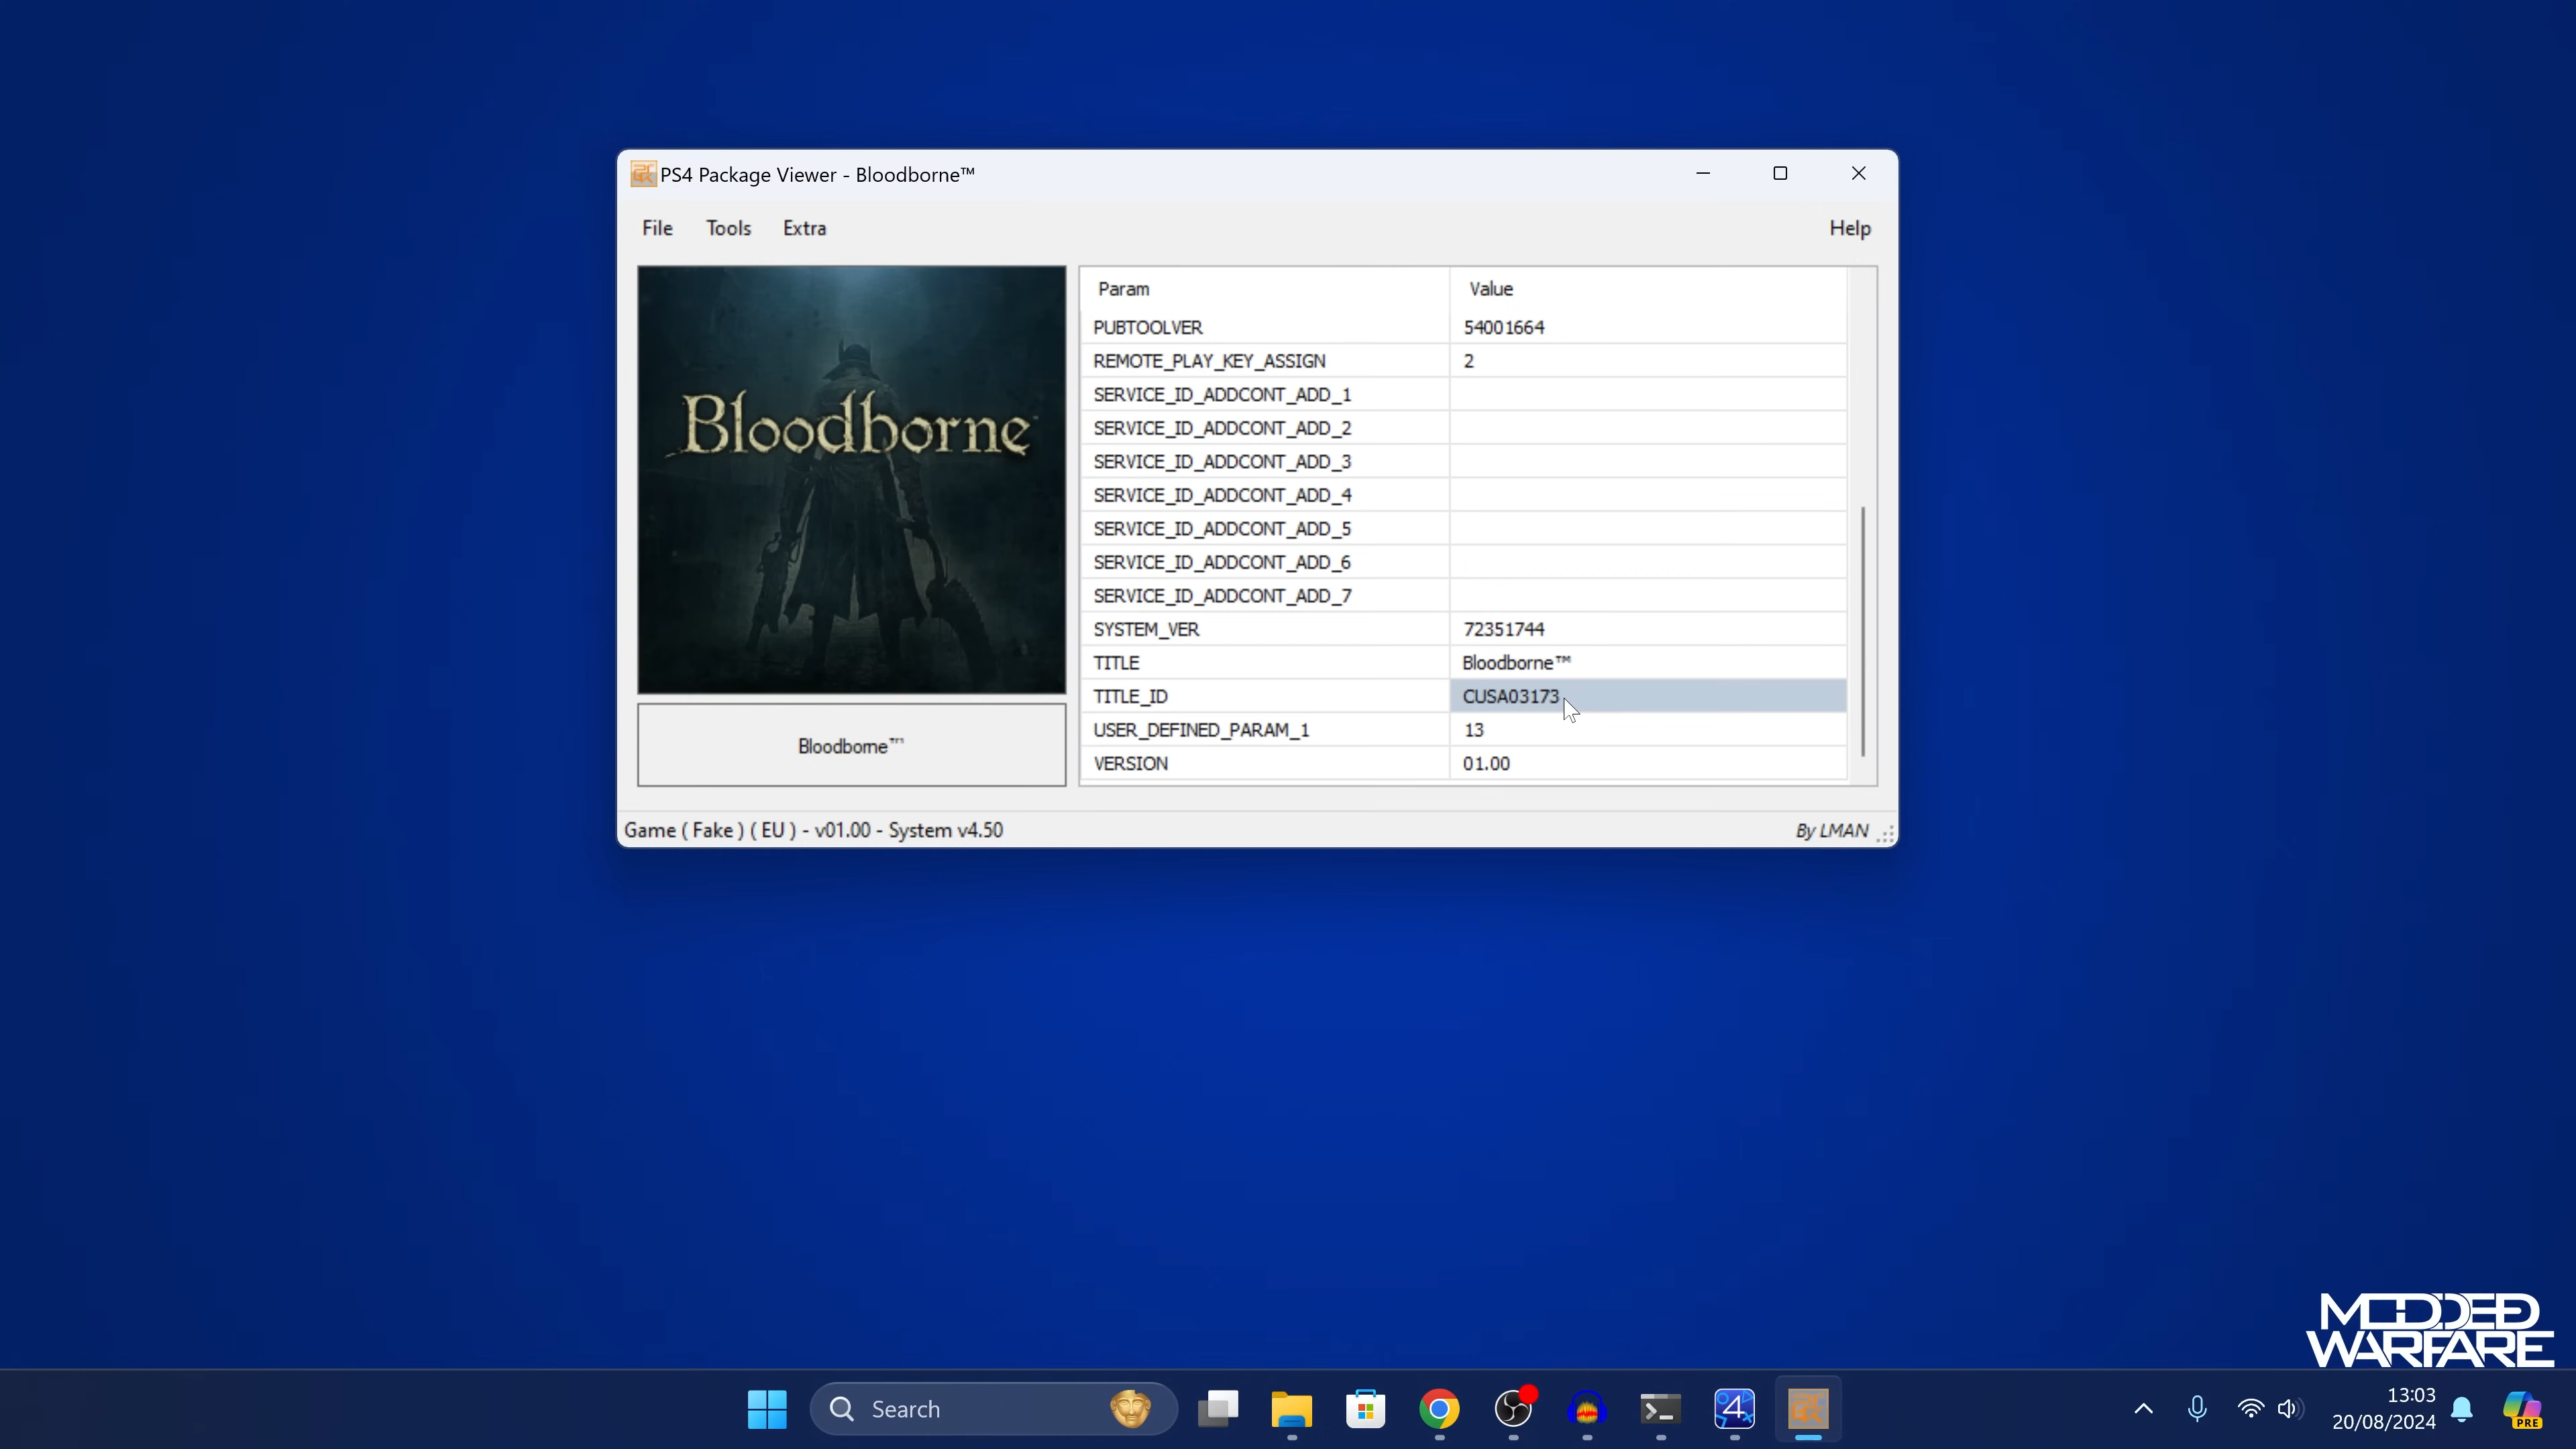 PS4 Package Viewer - Bloodborne™
File Tools Extra Help
Bloodborne
Bloodborne™
Param Value
PUBTOOLVER 54001664
REMOTE_PLAY_KEY_ASSIGN 2
SERVICE_ID_ADDCONT_ADD_1
SERVICE_ID_ADDCONT_ADD_2
SERVICE_ID_ADDCONT_ADD_3
SERVICE_ID_ADDCONT_ADD_4
SERVICE_ID_ADDCONT_ADD_5
SERVICE_ID_ADDCONT_ADD_6
SERVICE_ID_ADDCONT_ADD_7
SYSTEM_VER 72351744
TITLE Bloodborne™
TITLE_ID CUSA03173
USER_DEFINED_PARAM_1 13
VERSION 01.00
Game ( Fake ) ( EU ) - v01.00 - System v4.50 By LMAN
MODDED
WARFARE
Search
4
13:03
20/08/2024
PRE